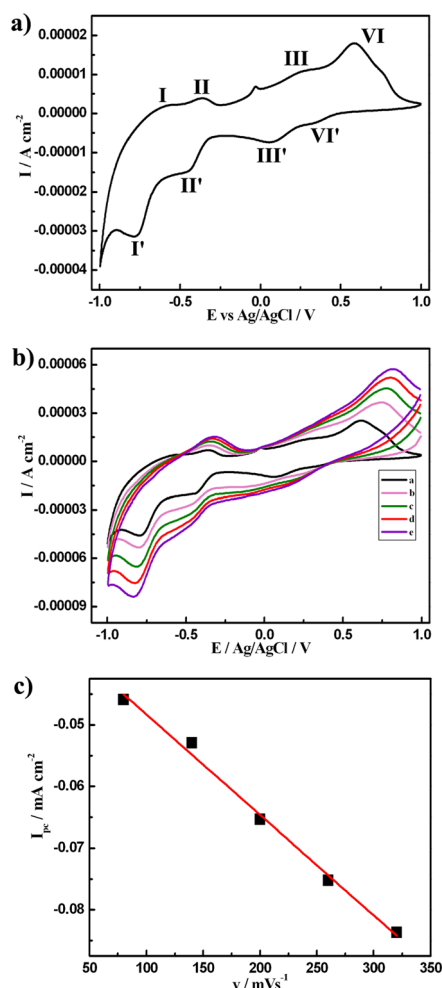 a)
0.00002
0.00001
0.00000
-0.00001
-0.00002
-0.00003
-0.00004
I / A cm⁻²
I
II
III
VI
I'
II'
III'
VI'
-1.0 -0.5 0.0 0.5 1.0
E vs Ag/AgCl / V
b)
0.00006
0.00003
0.00000
-0.00003
-0.00006
-0.00009
I / A cm⁻²
a
b
c
d
e
-1.0 -0.5 0.0 0.5 1.0
E / Ag/AgCl / V
c)
-0.05
-0.06
-0.07
-0.08
I_pc / mA cm⁻²
50 100 150 200 250 300 350
v / mVs⁻¹